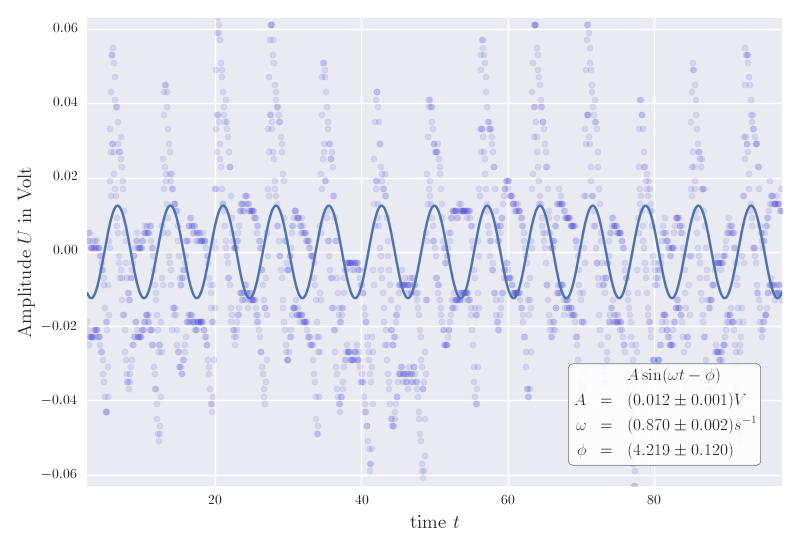 0.06
0.04
0.02
0.00
−0.02
−0.04
−0.06
Amplitude U in Volt
20
40
60
80
time t
A sin(ωt − ϕ)
A = (0.012 ± 0.001)V
ω = (0.870 ± 0.002)s⁻¹
ϕ = (4.219 ± 0.120)